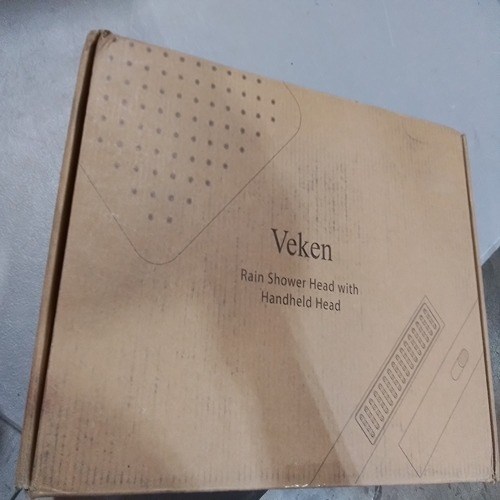 Veken
Rain Shower Head with
Handheld Head